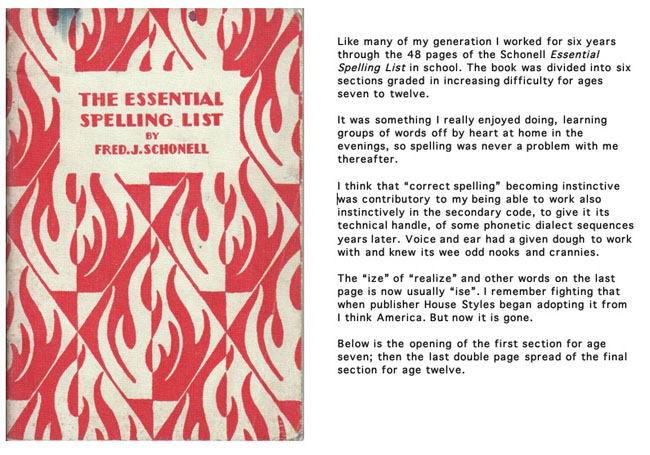 THE ESSENTIAL
SPELLING LIST
BY
FRED. J. SCHONELL
Like many of my generation I worked for six years
through the 48 pages of the Schonell Essential
Spelling List in school. The book was divided into six
sections graded in increasing difficulty for ages
seven to twelve.
It was something I really enjoyed doing, learning
groups of words off by heart at home in the
evenings, so spelling was never a problem with me
thereafter.
I think that “correct spelling” becoming instinctive
was contributory to my being able to work also
instinctively in the secondary code, to give it its
technical handle, of some phonetic dialect sequences
years later. Voice and ear had a given dough to work
with and knew its wee odd nooks and crannies.
The “ize” of “realize” and other words on the last
page is now usually “ise”. I remember fighting that
when publisher House Styles began adopting it from
I think America. But now it is gone.
Below is the opening of the first section for age
seven; then the last double page spread of the final
section for age twelve.